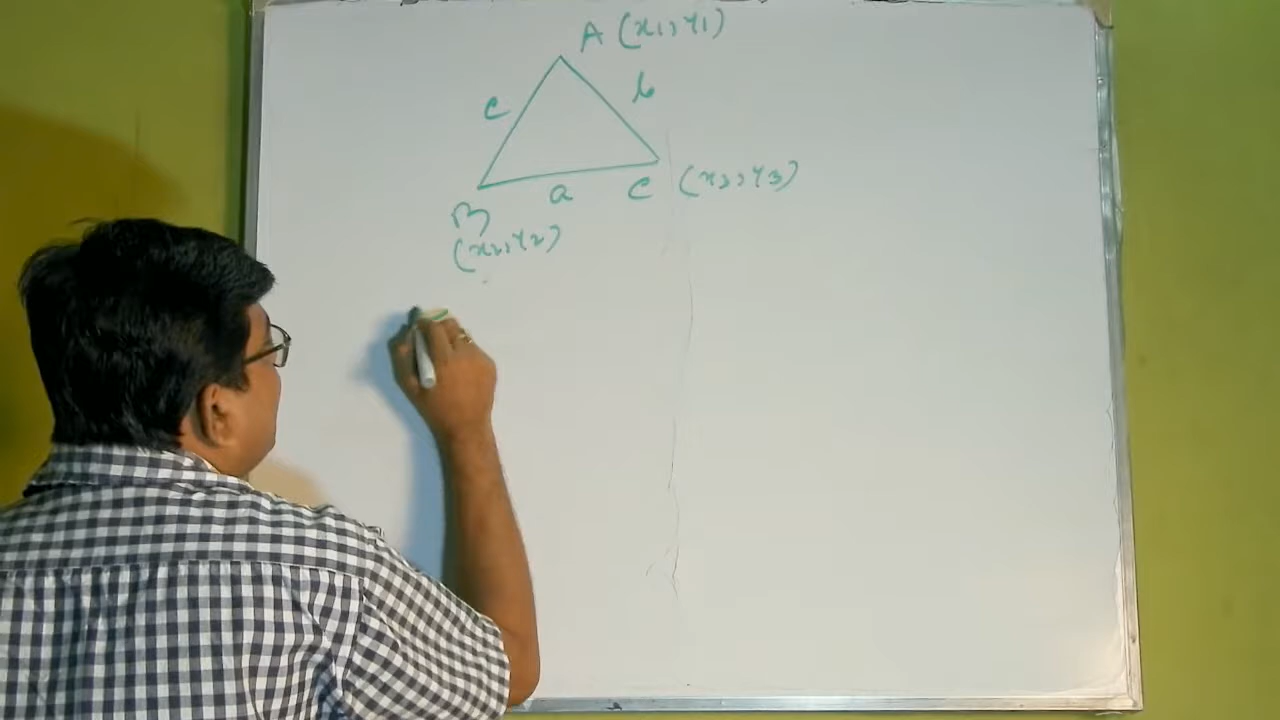 A (x1, y1)
c
b
a
C (x3, y3)
B
(x2, y2)